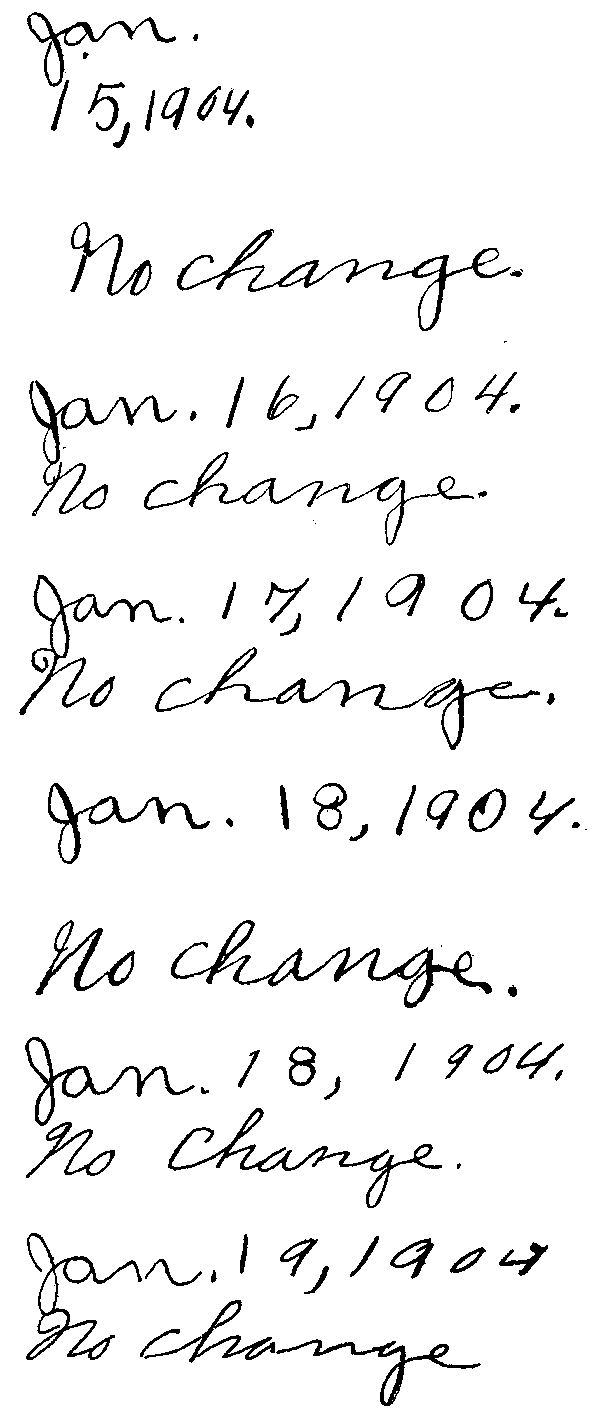 Jan.
15, 1904.
No change.
Jan. 16, 1904.
No change.
Jan. 17, 1904.
No change.
Jan. 18, 1904.
No change.
Jan. 18, 1904.
No change.
Jan. 19, 1904
No change